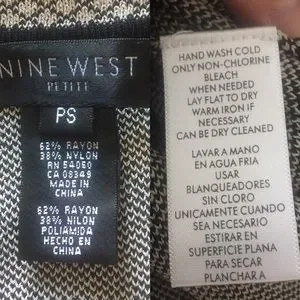 NINE WEST
PETITE
PS
62% RAYON
38% NYLON
RN 54050
CA 08349
MADE IN
CHINA
62% RAYON
38% NILON
POLIAMIDA
HECHO EN
CHINA
HAND WASH COLD
ONLY NON-CHLORINE
BLEACH
WHEN NEEDED
LAY FLAT TO DRY
WARM IRON IF
NECESSARY
CAN BE DRY CLEANED
LAVAR A MANO
EN AGUA FRIA
USAR
BLANQUEADORES
SIN CLORO
UNICAMENTE CUANDO
SEA NECESARIO
ESTIRAR EN
SUPERFICIE PLANA
PARA SECAR
PLANCHAR A